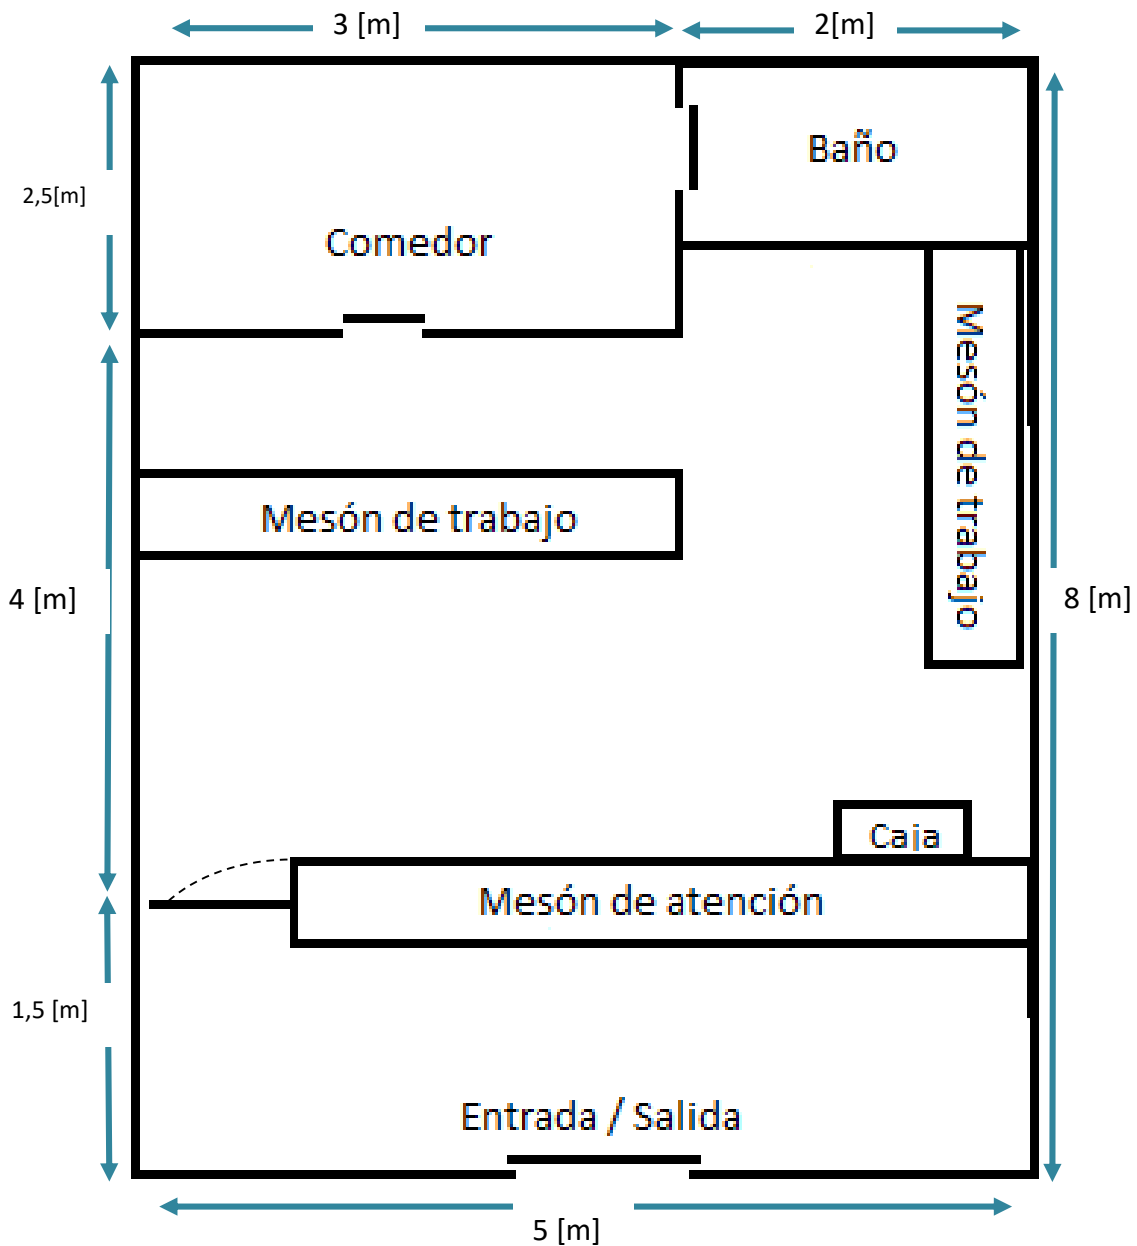 3 [m]
2[m]
Baño
2,5[m]
Comedor
Mesón de trabajo
Mesón de trabajo
4 [m]
8 [m]
Caja
Mesón de atención
1,5 [m]
Entrada / Salida
5 [m]